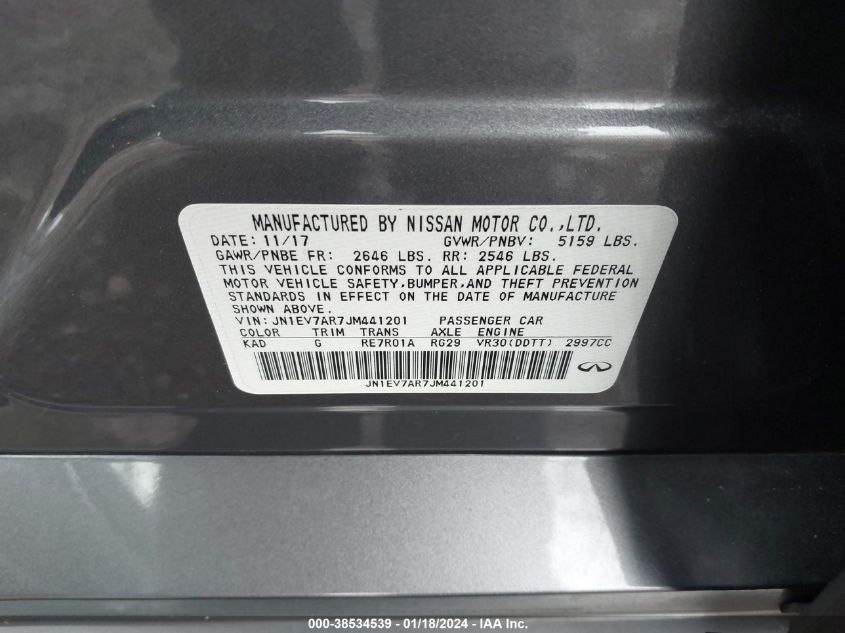 MANUFACTURED BY NISSAN MOTOR CO.,LTD.
DATE: 11/17 GVWR/PNBV: 5159 LBS.
GAWR/PNBE FR: 2646 LBS. RR: 2546 LBS.
THIS VEHICLE CONFORMS TO ALL APPLICABLE FEDERAL
MOTOR VEHICLE SAFETY,BUMPER,AND THEFT PREVENTION
STANDARDS IN EFFECT ON THE DATE OF MANUFACTURE
SHOWN ABOVE.
VIN: JN1EV7AR7JM441201 PASSENGER CAR
COLOR TRIM TRANS AXLE ENGINE
KAD G RE7R01A RG29 VR30(DDTT) 2997CC
JN1EV7AR7JM441201
000-38534539 - 01/18/2024 - IAA Inc.